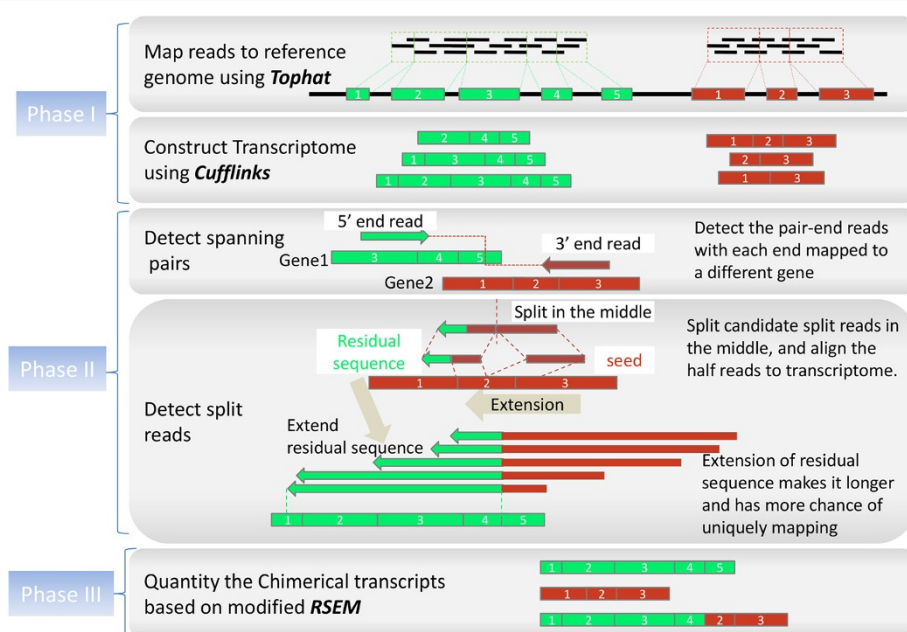 Phase I
Map reads to reference
genome using Tophat
1 2 3 4 5
1 2 3
Construct Transcriptome
using Cufflinks
2 4 5
1 3 4 5
1 2 3 4 5
1 2 3
2 3
1 3
Phase II
Detect spanning
pairs
5' end read
Gene1
3 4 5
3' end read
Gene2
1 2 3
Detect the pair-end reads
with each end mapped to
a different gene
Detect split
reads
Split in the middle
Residual
sequence
seed
1 2 3
Extension
Split candidate split reads in
the middle, and align the
half reads to transcriptome.
Extend
residual sequence
Extension of residual
sequence makes it longer
and has more chance of
uniquely mapping
1 2 3 4 5
Phase III
Quantity the Chimerical transcripts
based on modified RSEM
1 2 3 4 5
1 2 3
1 2 3 4 2 3